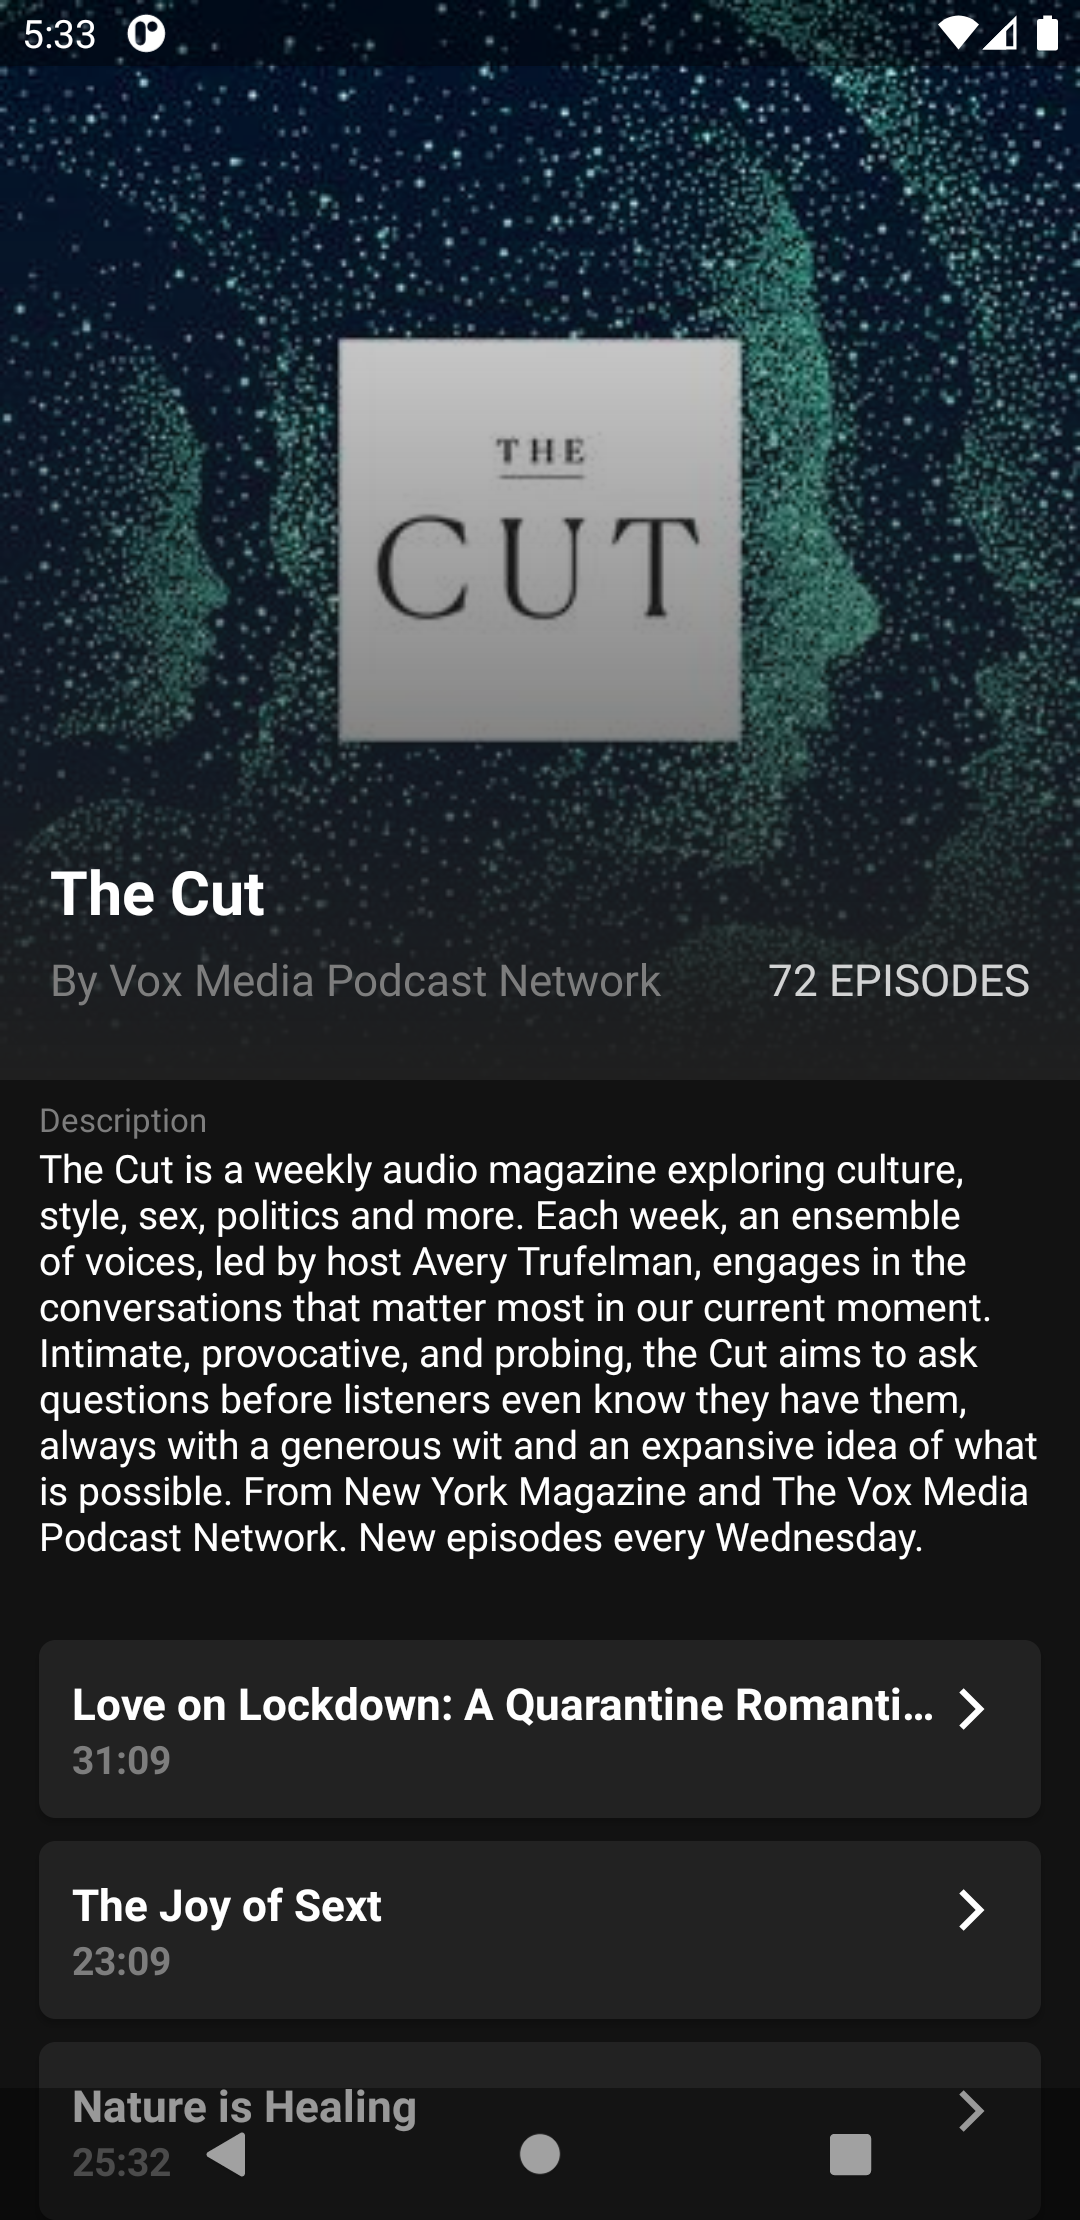 5:33
THE
CUT
The Cut
By Vox Media Podcast Network 72 EPISODES
Description
The Cut is a weekly audio magazine exploring culture,
style, sex, politics and more. Each week, an ensemble
of voices, led by host Avery Trufelman, engages in the
conversations that matter most in our current moment.
Intimate, provocative, and probing, the Cut aims to ask
questions before listeners even know they have them,
always with a generous wit and an expansive idea of what
is possible. From New York Magazine and The Vox Media
Podcast Network. New episodes every Wednesday.
Love on Lockdown: A Quarantine Romanti...
31:09
The Joy of Sext
23:09
Nature is Healing
25:32